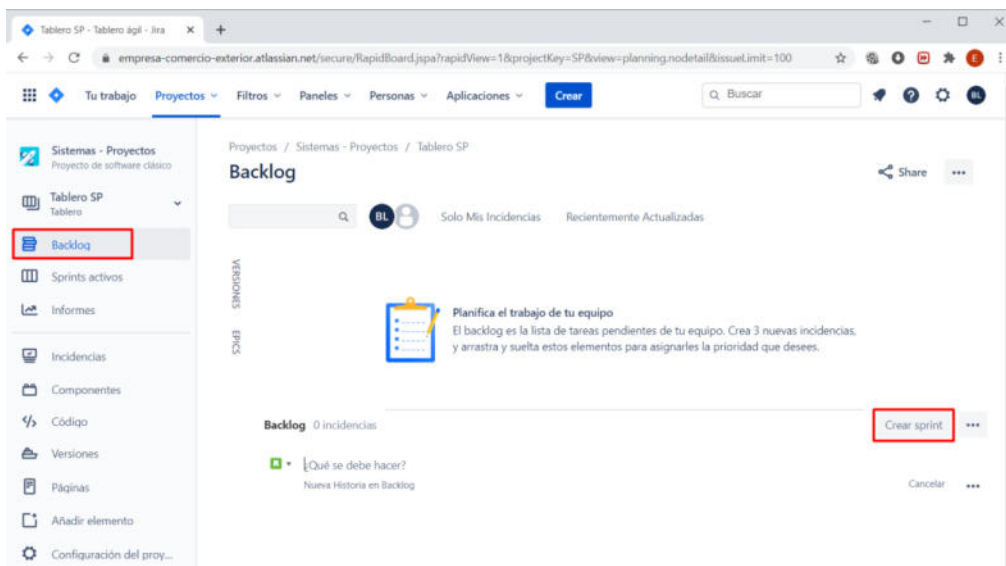 Tablero SP - Tablero ágil - Jira
empresa-comercio-exterior.atlassian.net/secure/RapidBoard.jspa?rapidView=1&projectKey=SP&view=planning.nodetail&issueLimit=100
E
Tu trabajo Proyectos Filtros Paneles Personas Aplicaciones Crear Buscar BL
Sistemas - Proyectos
Proyecto de software clásico
Tablero SP
Tablero
Backlog
Sprints activos
Informes
Incidencias
Componentes
Código
Versiones
Páginas
Añadir elemento
Configuración del proy...
Proyectos / Sistemas - Proyectos / Tablero SP
Backlog
Share
BL Solo Mis Incidencias Recientemente Actualizadas
VERSIONES
EPICS
Planifica el trabajo de tu equipo
El backlog es la lista de tareas pendientes de tu equipo. Crea 3 nuevas incidencias,
y arrastra y suelta estos elementos para asignarles la prioridad que desees.
Backlog 0 incidencias Crear sprint
¿Qué se debe hacer?
Nueva Historia en Backlog Cancelar